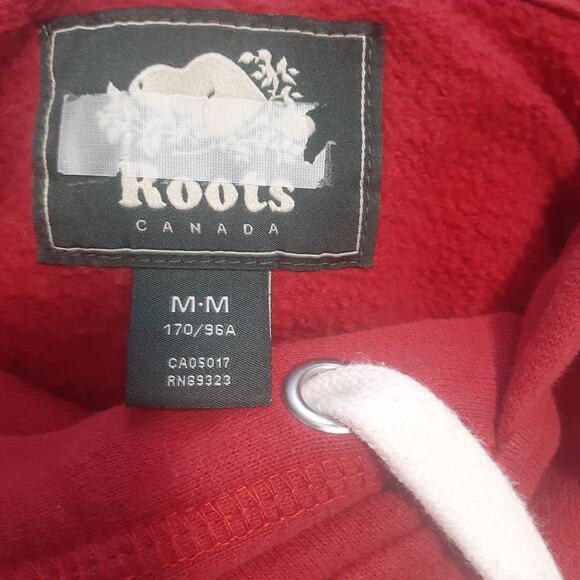 Roots
CANADA
M·M
170/96A
CA05017
RN69323